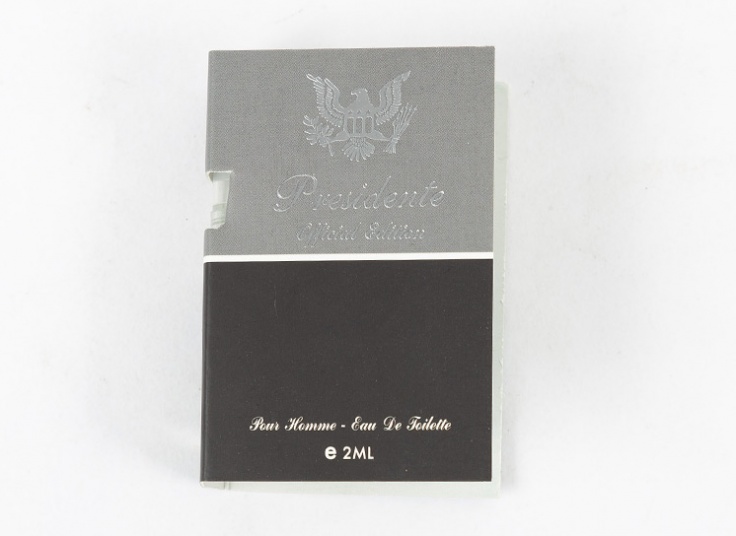 Presidente
Official Edition
Pour Homme - Eau De Toilette
e 2ML